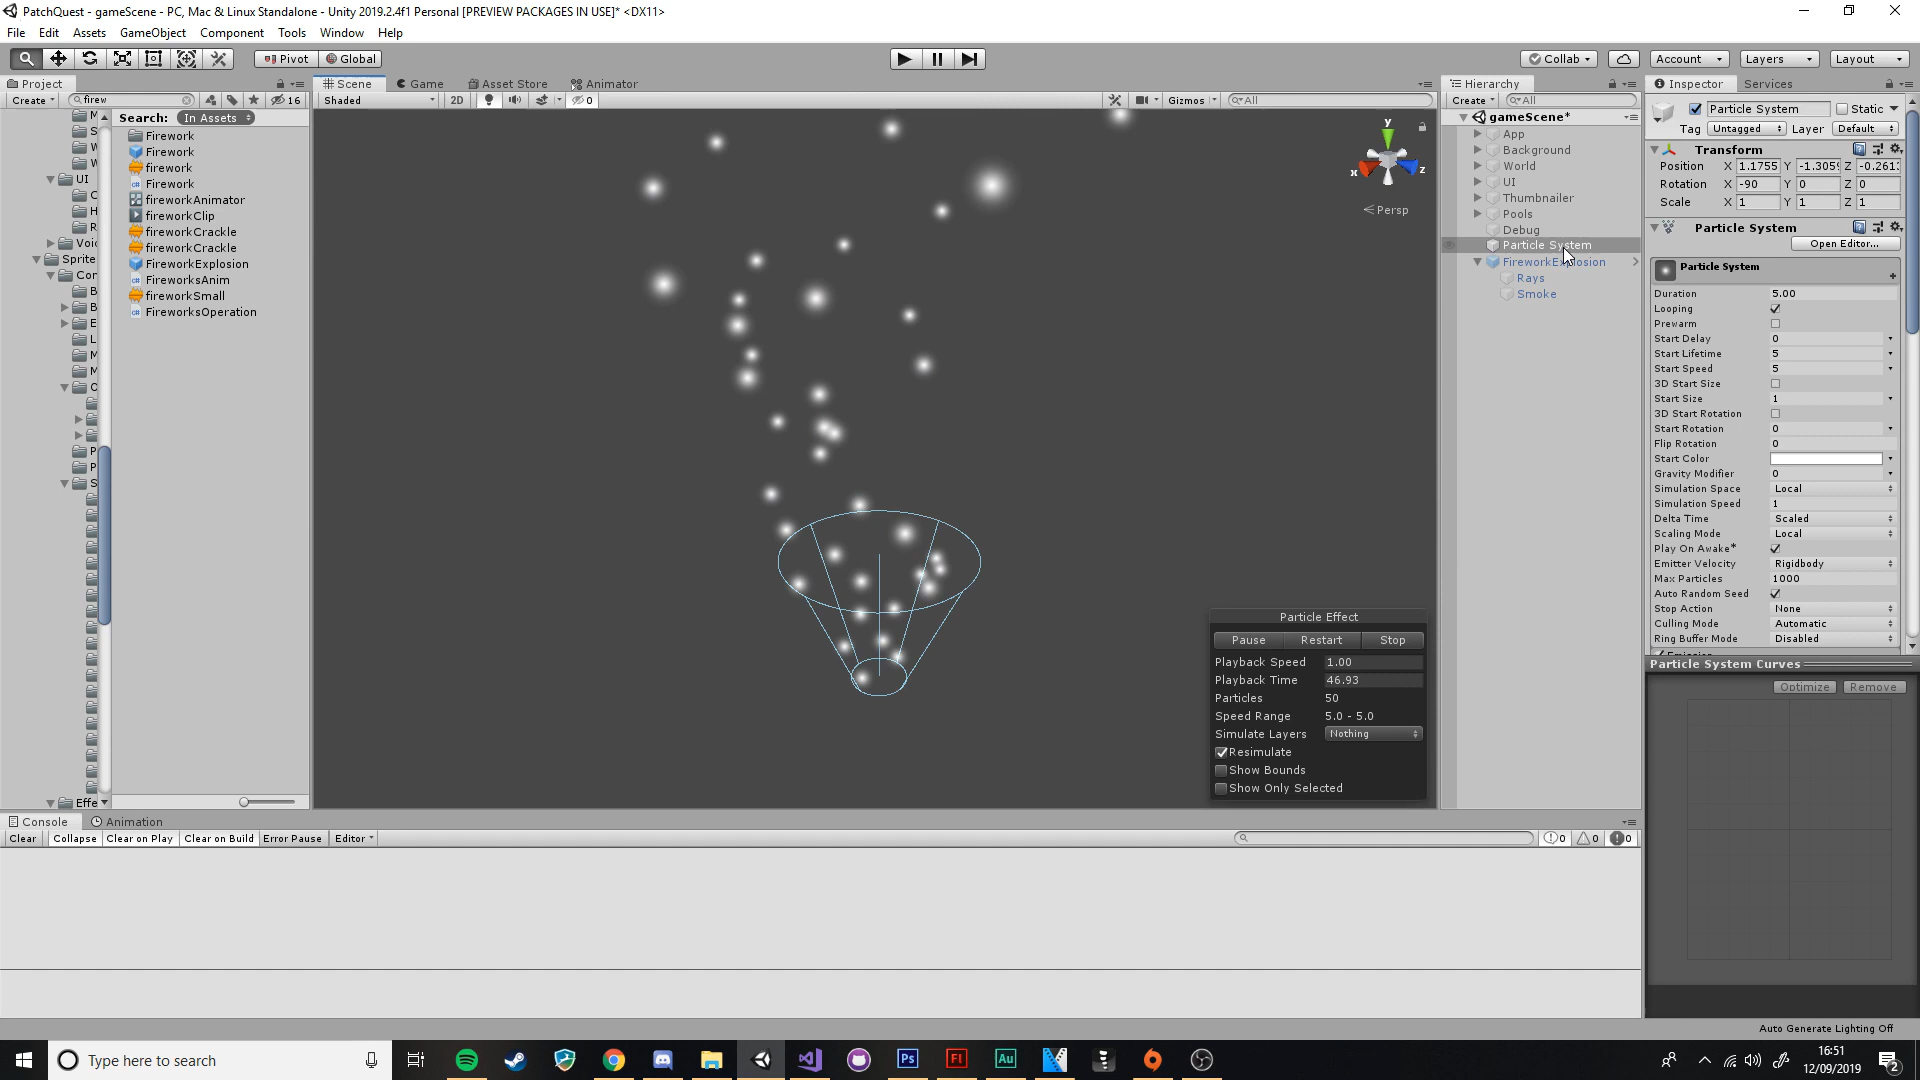 PatchQuest - gameScene - PC, Mac & Linux Standalone - Unity 2019.2.4f1 Personal [PREVIEW PACKAGES IN USE]* <DX11>
File Edit Assets GameObject Component Tools Window Help
Pivot Global Collab Account Layers Layout
Project Scene Game Asset Store Animator Hierarchy Inspector Services
Create firew 16 Shaded 2D 0 Gizmos All Create All
Search: In Assets
Firework
Firework
firework
Firework
fireworkAnimator
fireworkClip
fireworkCrackle
fireworkCrackle
FireworkExplosion
FireworksAnim
fireworkSmall
FireworksOperation
UI
Voic
Sprite
Cor
Effe
y
x
z
Persp
Particle Effect
Pause Restart Stop
Playback Speed 1.00
Playback Time 46.93
Particles 50
Speed Range 5.0 - 5.0
Simulate Layers Nothing
Resimulate
Show Bounds
Show Only Selected
gameScene*
App
Background
World
UI
Thumbnailer
Pools
Debug
Particle System
FireworkExplosion
Rays
Smoke
Particle System Static
Tag Untagged Layer Default
Transform
Position X 1.1755 Y -1.3059 Z -0.2613
Rotation X -90 Y 0 Z 0
Scale X 1 Y 1 Z 1
Particle System
Open Editor...
Particle System
Duration 5.00
Looping
Prewarm
Start Delay 0
Start Lifetime 5
Start Speed 5
3D Start Size
Start Size 1
3D Start Rotation
Start Rotation 0
Flip Rotation 0
Start Color
Gravity Modifier 0
Simulation Space Local
Simulation Speed 1
Delta Time Scaled
Scaling Mode Local
Play On Awake*
Emitter Velocity Rigidbody
Max Particles 1000
Auto Random Seed
Stop Action None
Culling Mode Automatic
Ring Buffer Mode Disabled
Particle System Curves
Optimize Remove
Console Animation
Clear Collapse Clear on Play Clear on Build Error Pause Editor 0 0 0
Auto Generate Lighting Off
Type here to search
Ps Fl Au
16:51
12/09/2019
2